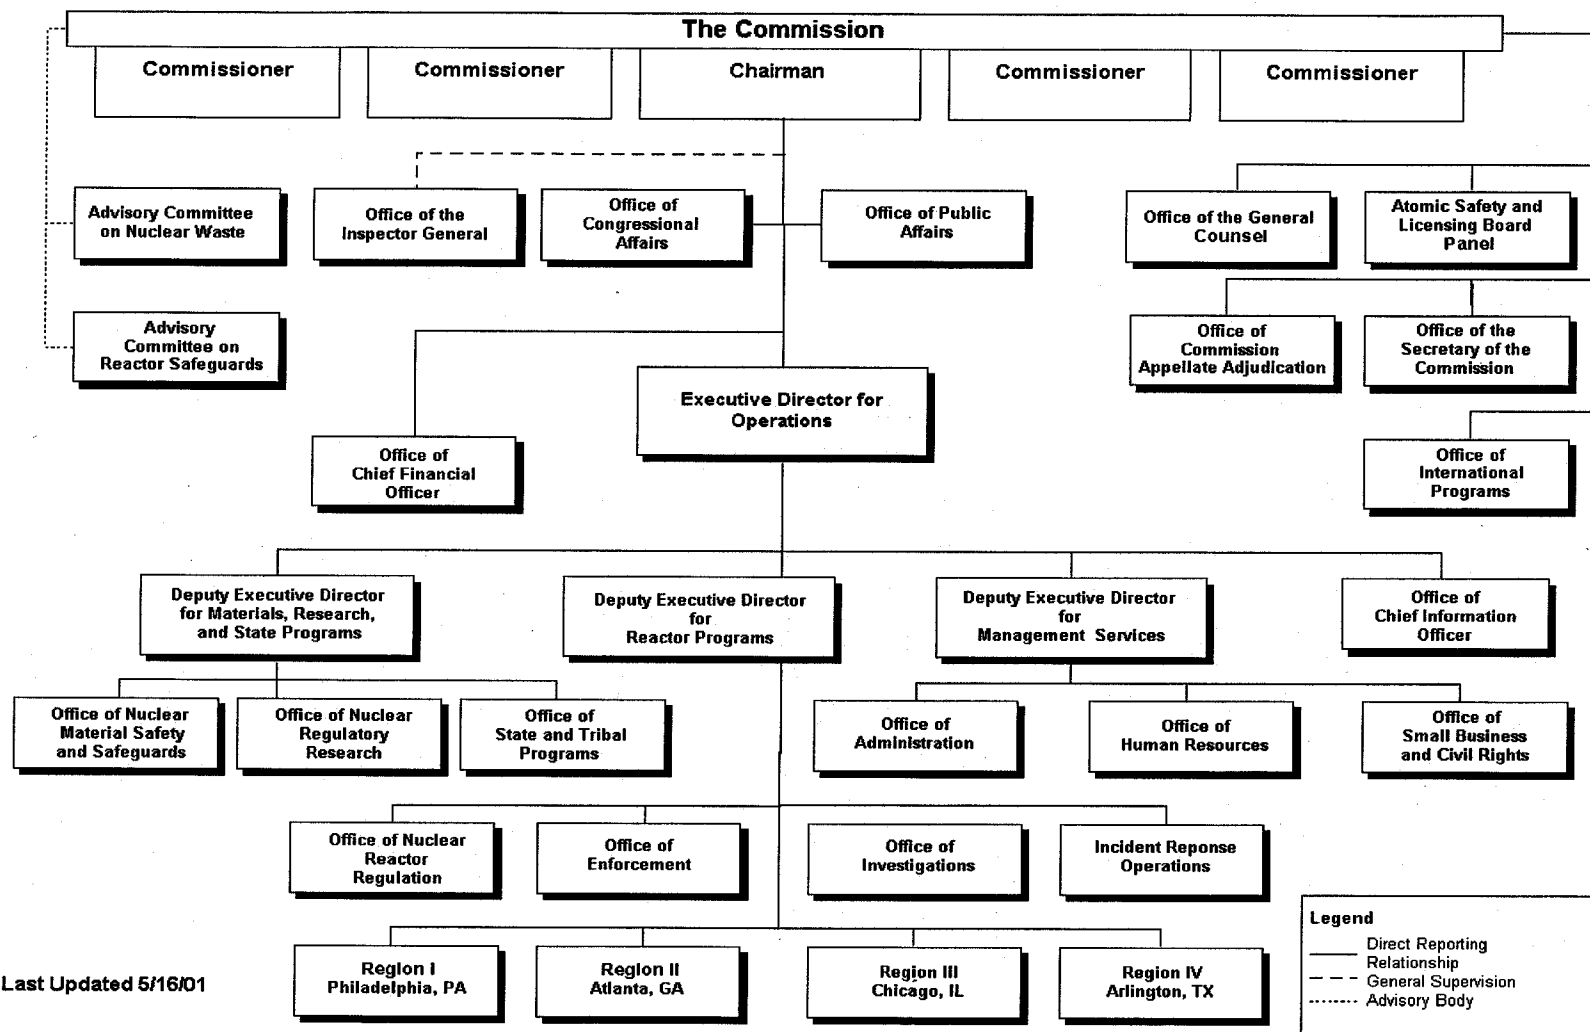 The Commission
Commissioner
Commissioner
Chairman
Commissioner
Commissioner
Advisory Committee
on Nuclear Waste
Office of the
Inspector General
Office of
Congressional
Affairs
Office of Public
Affairs
Office of the General
Counsel
Atomic Safety and
Licensing Board
Panel
Advisory
Committee on
Reactor Safeguards
Office of
Commission
Appellate Adjudication
Office of the
Secretary of the
Commission
Executive Director for
Operations
Office of
Chief Financial
Officer
Office of
International
Programs
Deputy Executive Director
for Materials, Research,
and State Programs
Deputy Executive Director
for
Reactor Programs
Deputy Executive Director
for
Management Services
Office of
Chief Information
Officer
Office of Nuclear
Material Safety
and Safeguards
Office of Nuclear
Regulatory
Research
Office of
State and Tribal
Programs
Office of
Administration
Office of
Human Resources
Office of
Small Business
and Civil Rights
Office of Nuclear
Reactor
Regulation
Office of
Enforcement
Office of
Investigations
Incident Reponse
Operations
Region I
Philadelphia, PA
Region II
Atlanta, GA
Region III
Chicago, IL
Region IV
Arlington, TX
Last Updated 5/16/01
Legend
Direct Reporting
Relationship
General Supervision
Advisory Body